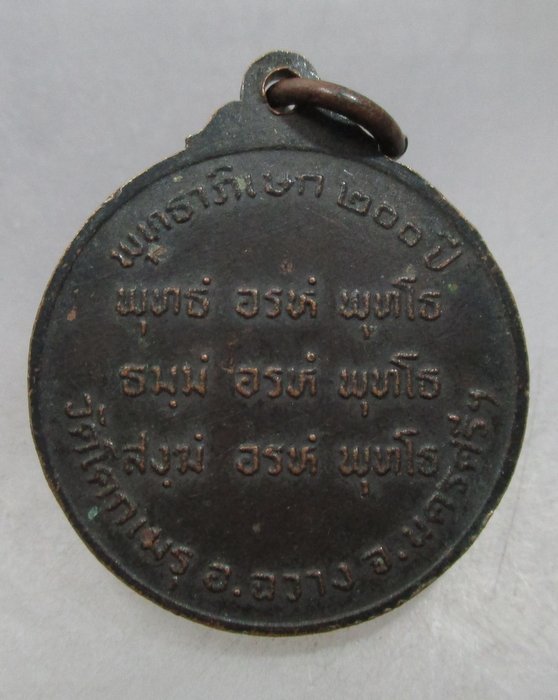 พุทธาภิเษก ๒๐๐ ปี
พุทธํ อรหํ พุทโธ
ธมฺมํ อรหํ พุทโธ
สงฺฆํ อรหํ พุทโธ
วัดโคกเมรุ อ.ฉวาง จ.นครศรีฯ